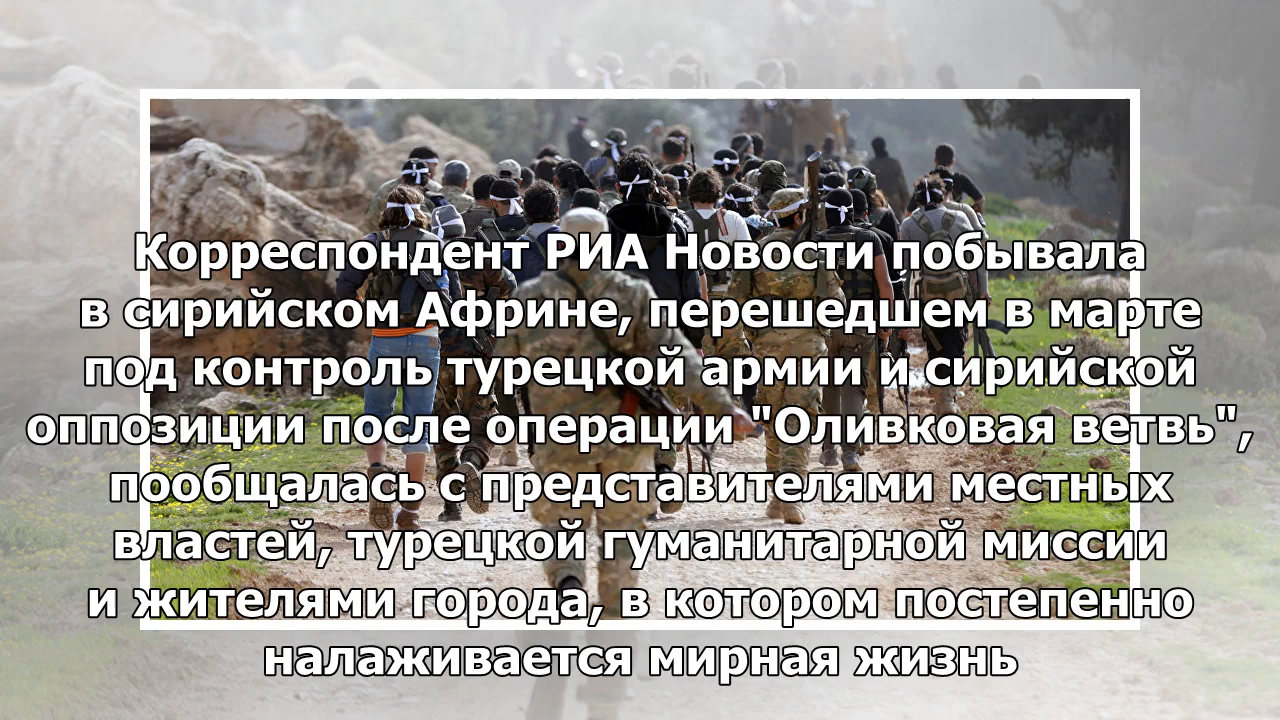 Корреспондент РИА Новости побывала
в сирийском Африне, перешедшем в марте
под контроль турецкой армии и сирийской
оппозиции после операции "Оливковая ветвь",
пообщалась с представителями местных
властей, турецкой гуманитарной миссии
и жителями города, в котором постепенно
налаживается мирная жизнь